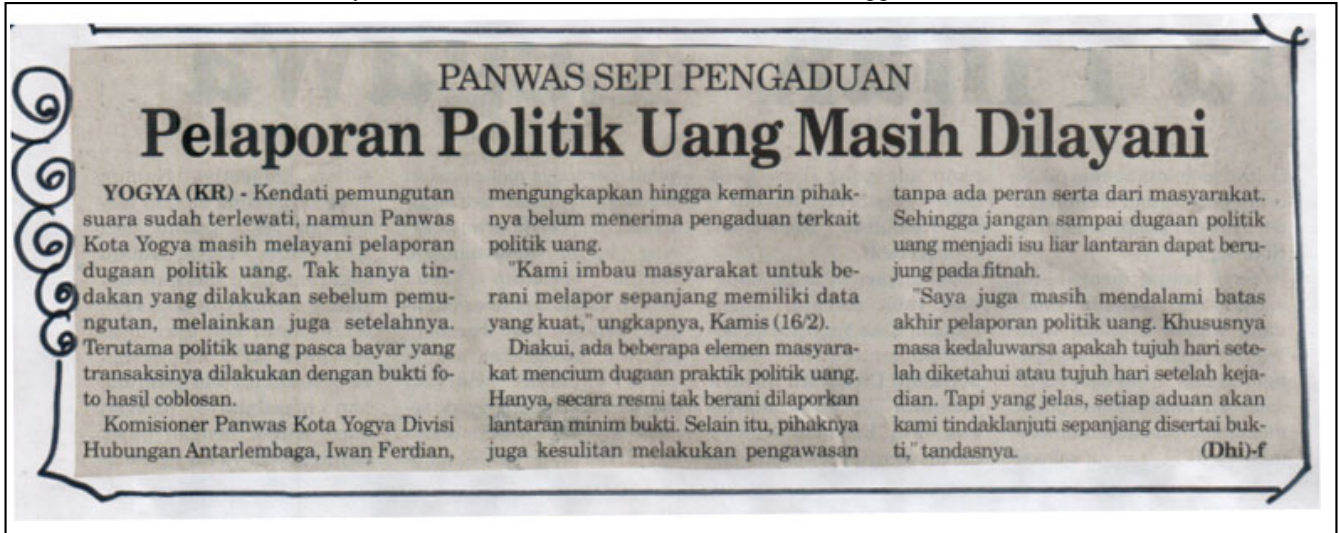 PANWAS SEPI PENGADUAN
Pelaporan Politik Uang Masih Dilayani
YOGYA (KR) - Kendati pemungutan
suara sudah terlewati, namun Panwas
Kota Yogya masih melayani pelaporan
dugaan politik uang. Tak hanya tin-
dakan yang dilakukan sebelum pemu-
ngutan, melainkan juga setelahnya.
Terutama politik uang pasca bayar yang
transaksinya dilakukan dengan bukti fo-
to hasil coblosan.
Komisioner Panwas Kota Yogya Divisi
Hubungan Antarlembaga, Iwan Ferdian,
mengungkapkan hingga kemarin pihak-
nya belum menerima pengaduan terkait
politik uang.
"Kami imbau masyarakat untuk be-
rani melapor sepanjang memiliki data
yang kuat," ungkapnya, Kamis (16/2).
Diakui, ada beberapa elemen masyara-
kat mencium dugaan praktik politik uang.
Hanya, secara resmi tak berani dilaporkan
lantaran minim bukti. Selain itu, pihaknya
juga kesulitan melakukan pengawasan
tanpa ada peran serta dari masyarakat.
Sehingga jangan sampai dugaan politik
uang menjadi isu liar lantaran dapat beru-
jung pada fitnah.
"Saya juga masih mendalami batas
akhir pelaporan politik uang. Khususnya
masa kedaluwarsa apakah tujuh hari sete-
lah diketahui atau tujuh hari setelah keja-
dian. Tapi yang jelas, setiap aduan akan
kami tindaklanjuti sepanjang disertai buk-
ti," tandasnya. (Dhi)-f